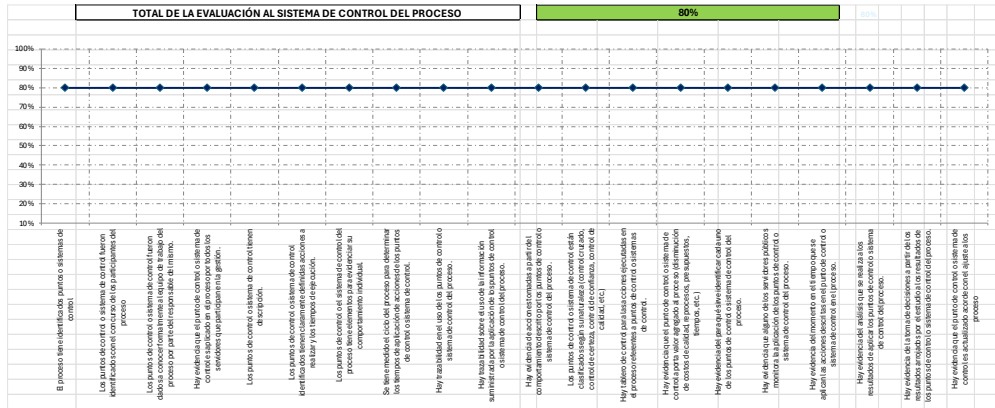 TOTAL DE LA EVALUACIÓN AL SISTEMA DE CONTROL DEL PROCESO
80%
100%
90%
80%
70%
60%
50%
40%
30%
20%
10%
El proceso tiene identificados puntos o sistemas de
control.
Los puntos de control o sistema de control fueron
identificados con el concurso de los participantes del
proceso
Los puntos de control o sistema de control fueron
dados a conocer formalmente al equipo de trabajo del
proceso por parte del responsable del mismo.
Hay evidencia que el punto de control o sistema de
control es aplicado en el proceso por todos los
servidores que participan en la gestión.
Los puntos de control o sistema de control tienen
descripción.
Los puntos de control o sistema de control
identificados tienen claramente definidas acciones a
realizar y los tiempos de ejecución.
Los puntos de control o sistema de control del
proceso tiene elementos para evidenciar su
comportamiento individual.
Se tiene medido el ciclo del proceso para determinar
los tiempos de aplicación de acciones de los puntos
de control o sistema de control.
Hay trazabilidad en el uso de los puntos de control o
sistema de control del proceso.
Hay trazabilidad sobre el uso de la información
suministrada por la aplicación de los puntos de control
o sistema de control del proceso.
Hay evidencia de acción es tomadas a partir del
comportamiento descrito por los puntos de control o
sistema de control del proceso.
Los puntos de control o sistema de control están
clasificados según su naturaleza (control cruzado,
control de certeza, control de confianza, control de
calidad, etc.)
Hay tablero de control para las acciones ejecutadas en
el proceso referentes a puntos de control o sistemas
de control.
Hay evidencia que el punto de control o sistema de
control aporta valor agregado al proceso (disminución
de costos de calidad, reprocesos, presupuestos,
tiempos, etc.)
Hay evidencia del para qué sirve identificar cada uno
de los puntos de control o sistema de control del
proceso.
Hay evidencia que alguno de los servidores públicos
monitorea la aplicación de los puntos de control o
sistema de control del proceso.
Hay evidencia del momento en el tiempo que se
aplican las acciones descritas en el punto de control o
sistema de control en el proceso.
Hay evidencia del análisis que se realiza a los
resultados de aplicar los puntos de control o sistema
de control del proceso.
Hay evidencia de la toma de decisiones a partir de los
resultados arrojados por el estudio a los resultados de
los puntos de control o sistema de control del proceso.
Hay evidencia que el punto de control o sistema de
control es actualizado acorde con el ajuste a los
procesos